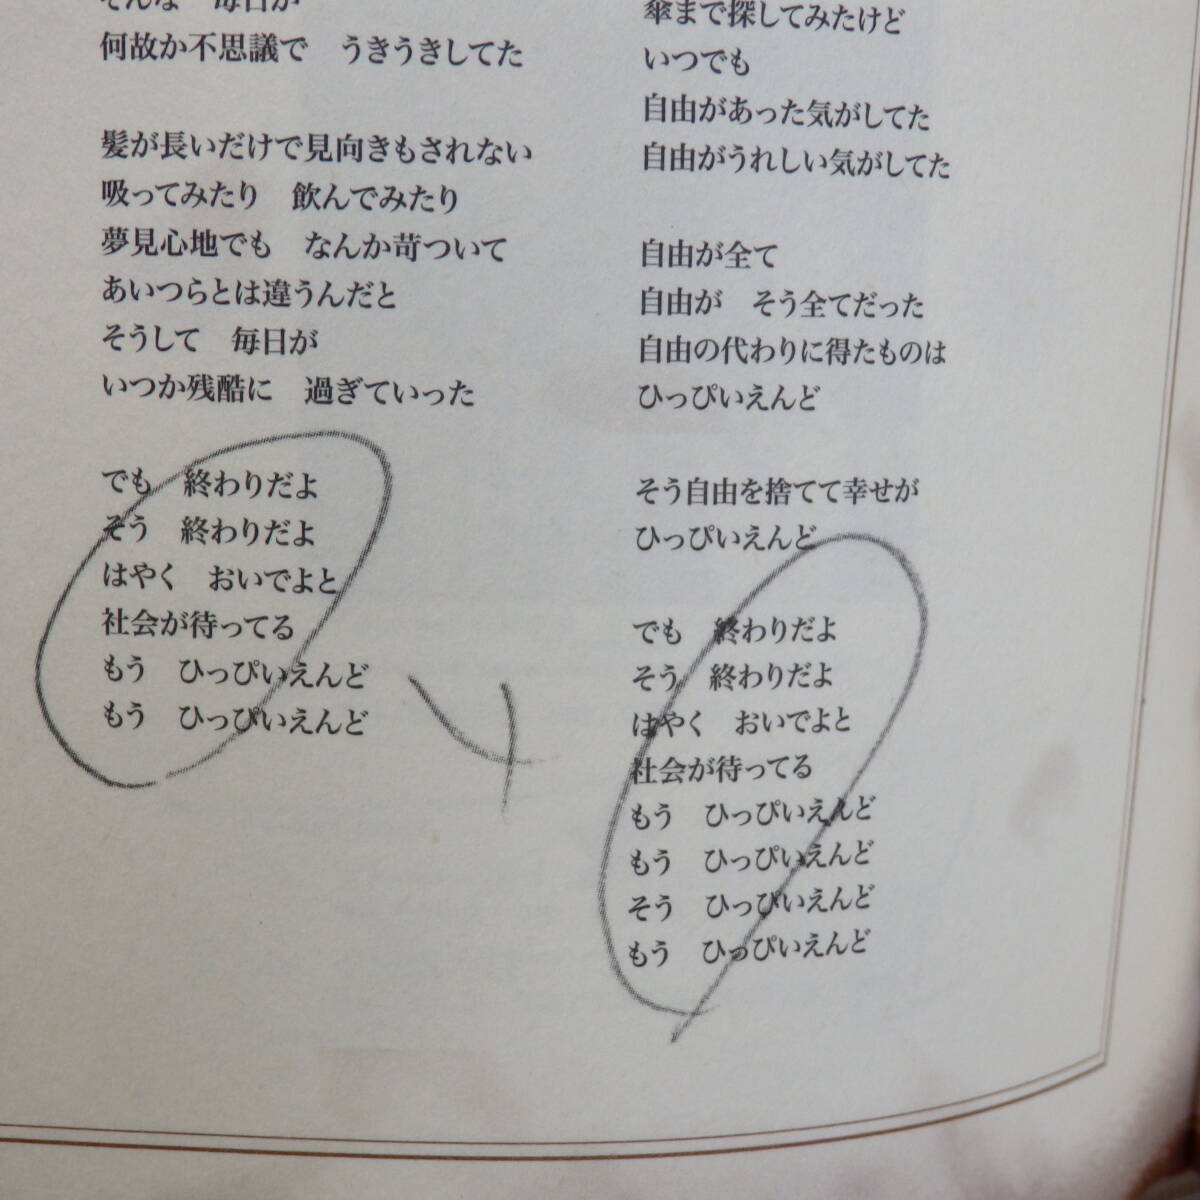 そんな　毎日が
何故か不思議で　うきうきしてた
髪が長いだけで見向きもされない
吸ってみたり　飲んでみたり
夢見心地でも　なんか苛ついて
あいつらとは違うんだと
そうして　毎日が
いつか残酷に　過ぎていった
でも　終わりだよ
そう　終わりだよ
はやく　おいでよと
社会が待ってる
もう　ひっぴいえんど
もう　ひっぴいえんど
傘まで探してみたけど
いつでも
自由があった気がしてた
自由がうれしい気がしてた
自由が全て
自由が　そう全てだった
自由の代わりに得たものは
ひっぴいえんど
そう自由を捨てて幸せが
ひっぴいえんど
でも　終わりだよ
そう　終わりだよ
はやく　おいでよと
社会が待ってる
もう　ひっぴいえんど
もう　ひっぴいえんど
そう　ひっぴいえんど
もう　ひっぴいえんど